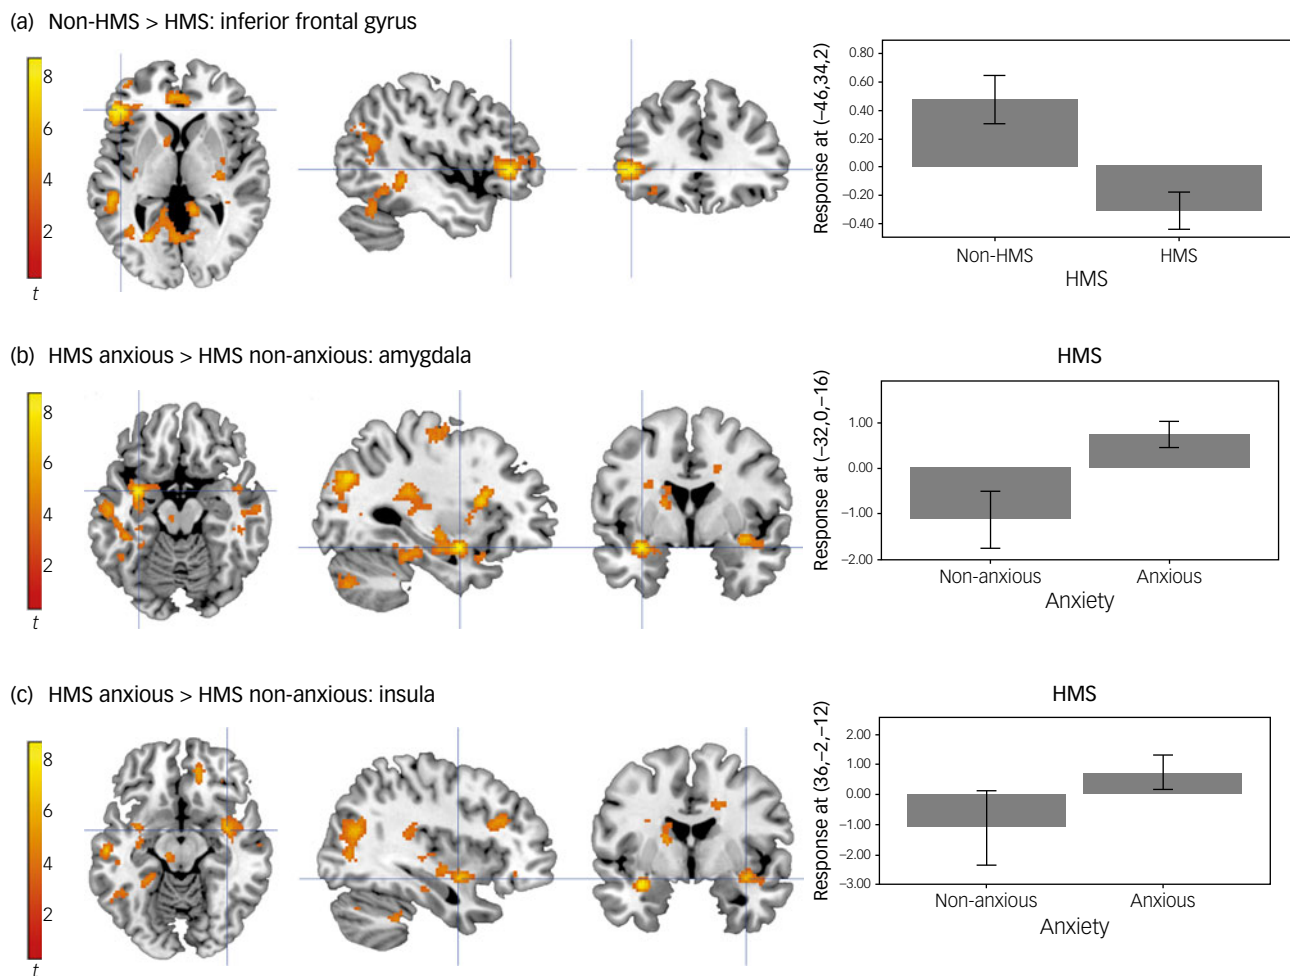 (a) Non-HMS > HMS: inferior frontal gyrus
8
6
4
2
t
Response at (−46,34,2)
0.80
0.60
0.40
0.20
0.00
−0.20
−0.40
Non-HMS HMS
HMS
(b) HMS anxious > HMS non-anxious: amygdala
8
6
4
2
t
HMS
Response at (−32,0,−16)
1.00
0.00
−1.00
−2.00
Non-anxious Anxious
Anxiety
(c) HMS anxious > HMS non-anxious: insula
8
6
4
2
t
HMS
Response at (36,−2,−12)
2.00
1.00
0.00
−1.00
−2.00
−3.00
Non-anxious Anxious
Anxiety